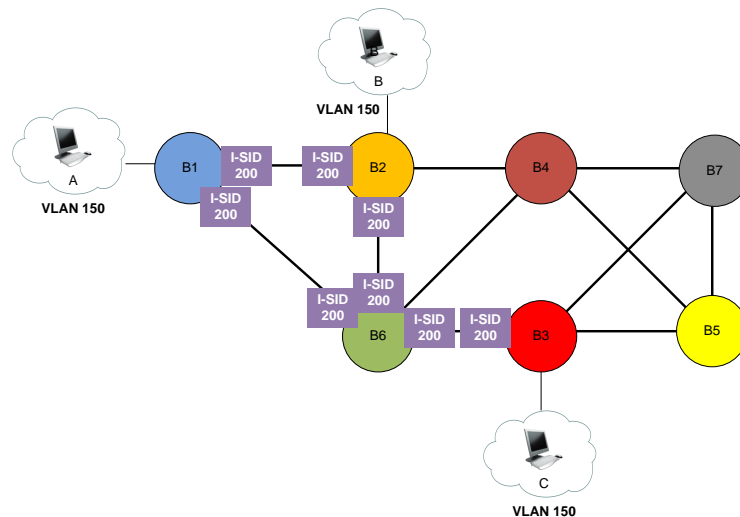 B
B
VLAN 150
A
VLAN 150
B1
I-SID
200
I-SID
200
B2
B4
B7
I-SID
200
I-SID
200
I-SID
200
I-SID
200
B6
I-SID
200
I-SID
200
B3
B5
C
VLAN 150